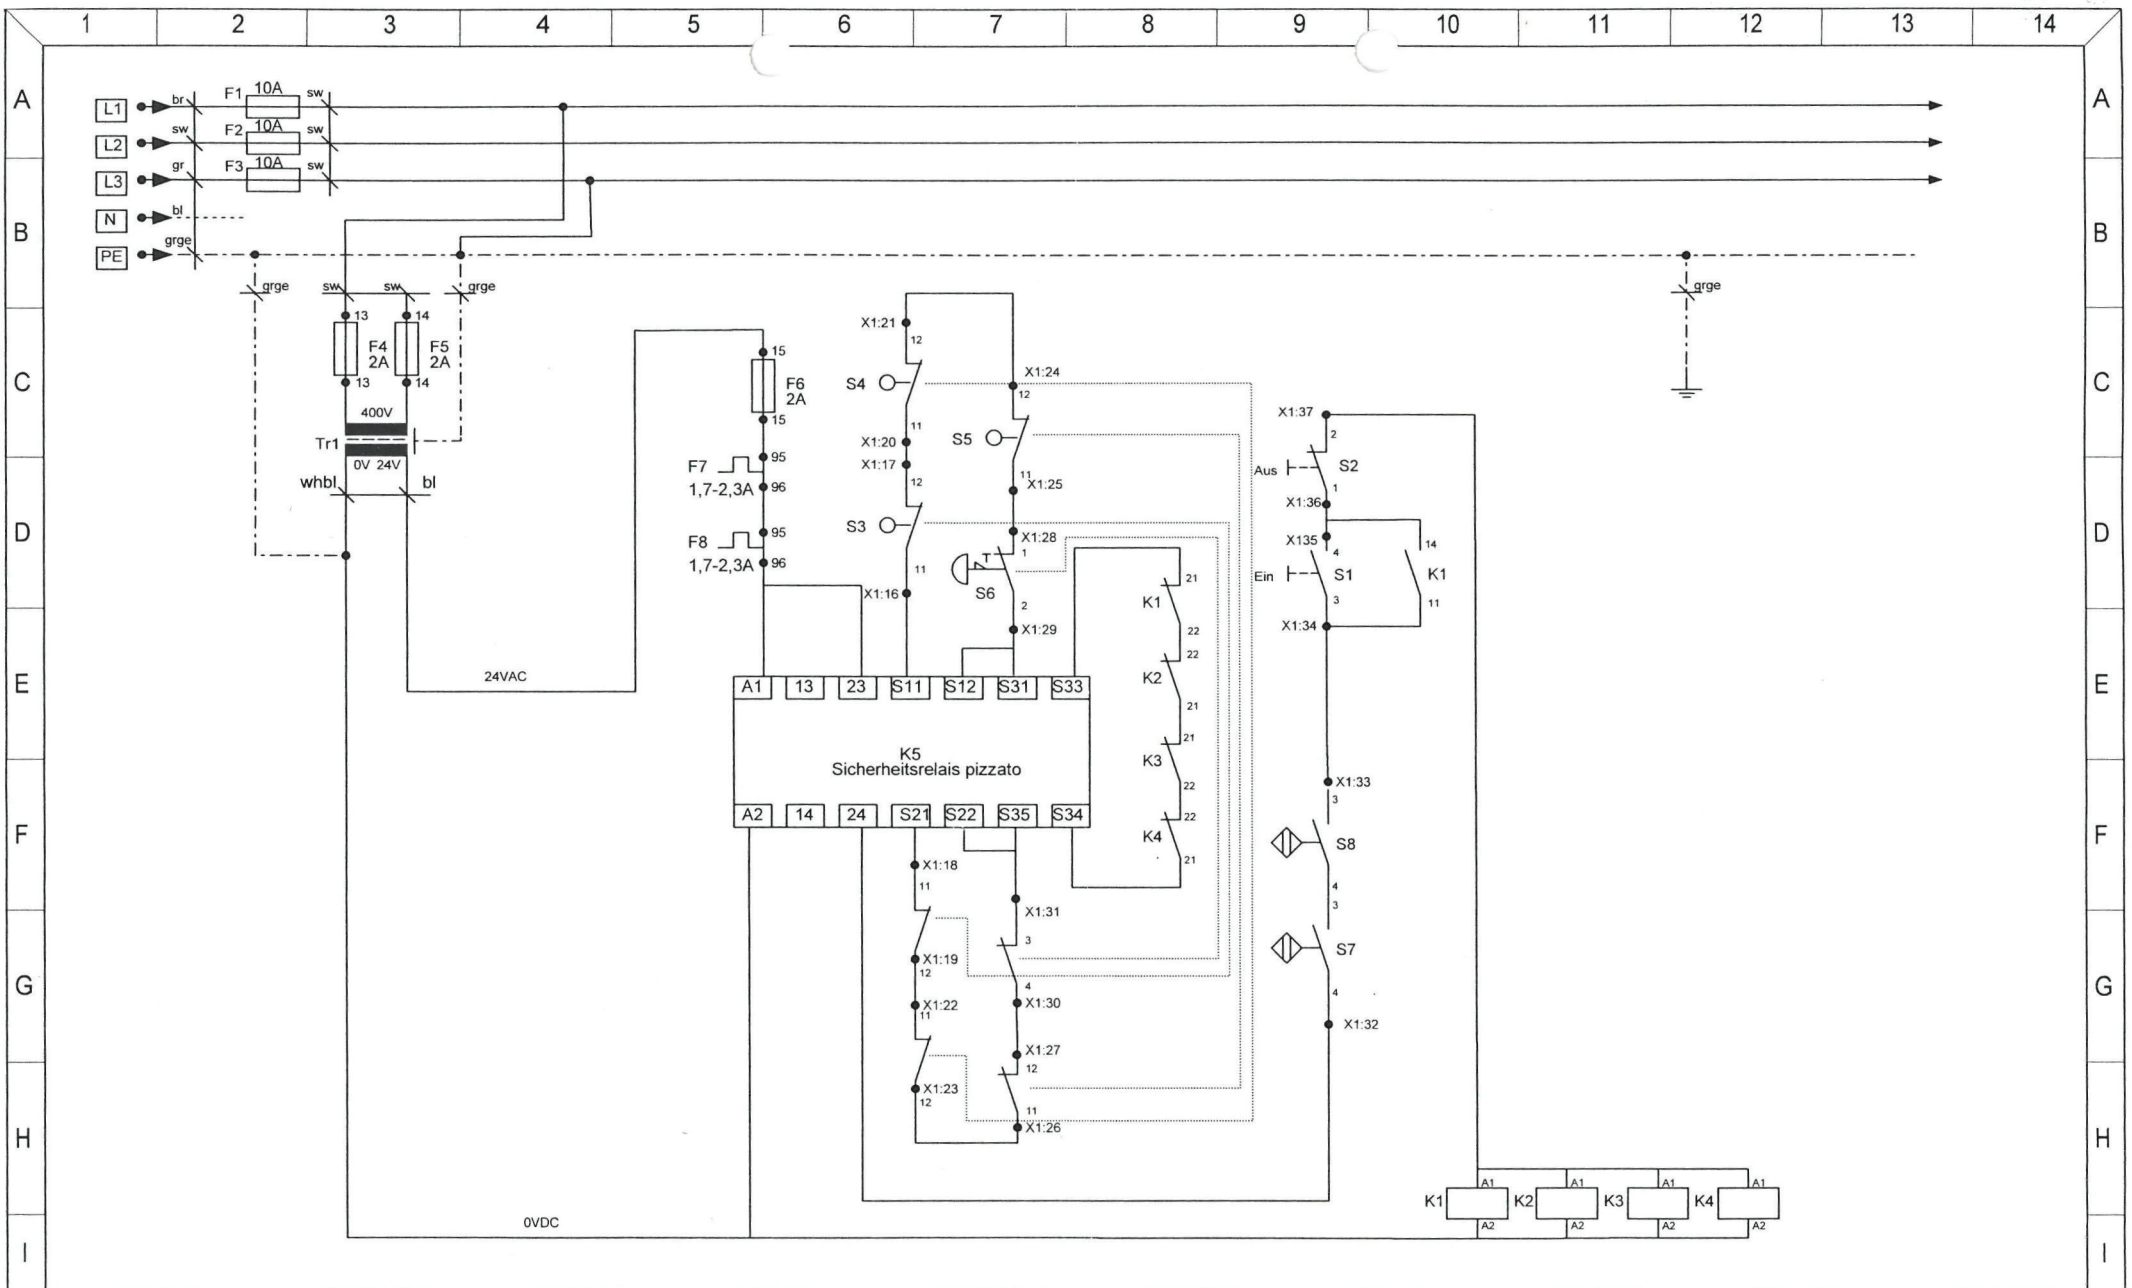 1 2 3 4 5 6 7 8 9 10 11 12 13 14
A A
L1 br F1 10A sw
L2 sw F2 10A sw
L3 gr F3 10A sw
N bl
B B
PE grge
grge sw sw grge grge
13 14
F4 2A
F5 2A
13 14
400V
Tr1
0V 24V
whbl bl
C C
15
F6
2A
15
F7
1,7-2,3A
95
96
F8
1,7-2,3A
95
96
X1:21
12
S4
11
X1:20
X1:17
12
S3
11
X1:16
X1:24
12
S5
11
X1:25
X1:28
1
S6
2
X1:29
D D
K1
21
22
K2
22
21
K3
21
22
K4
22
21
X1:37
2
Aus S2
1
X1:36
X135
4
Ein S1
3
X1:34
14
K1
11
E E
24VAC
A1 13 23 S11 S12 S31 S33
K5
Sicherheitsrelais pizzato
A2 14 24 S21 S22 S35 S34
F F
X1:33
3
S8
4
3
S7
4
X1:32
X1:18
11
X1:19
12
X1:22
11
X1:23
12
X1:31
3
4
X1:30
X1:27
12
11
X1:26
G G
H H
0VDC
K1 A1 A2
K2 A1 A2
K3 A1 A2
K4 A1 A2
I I